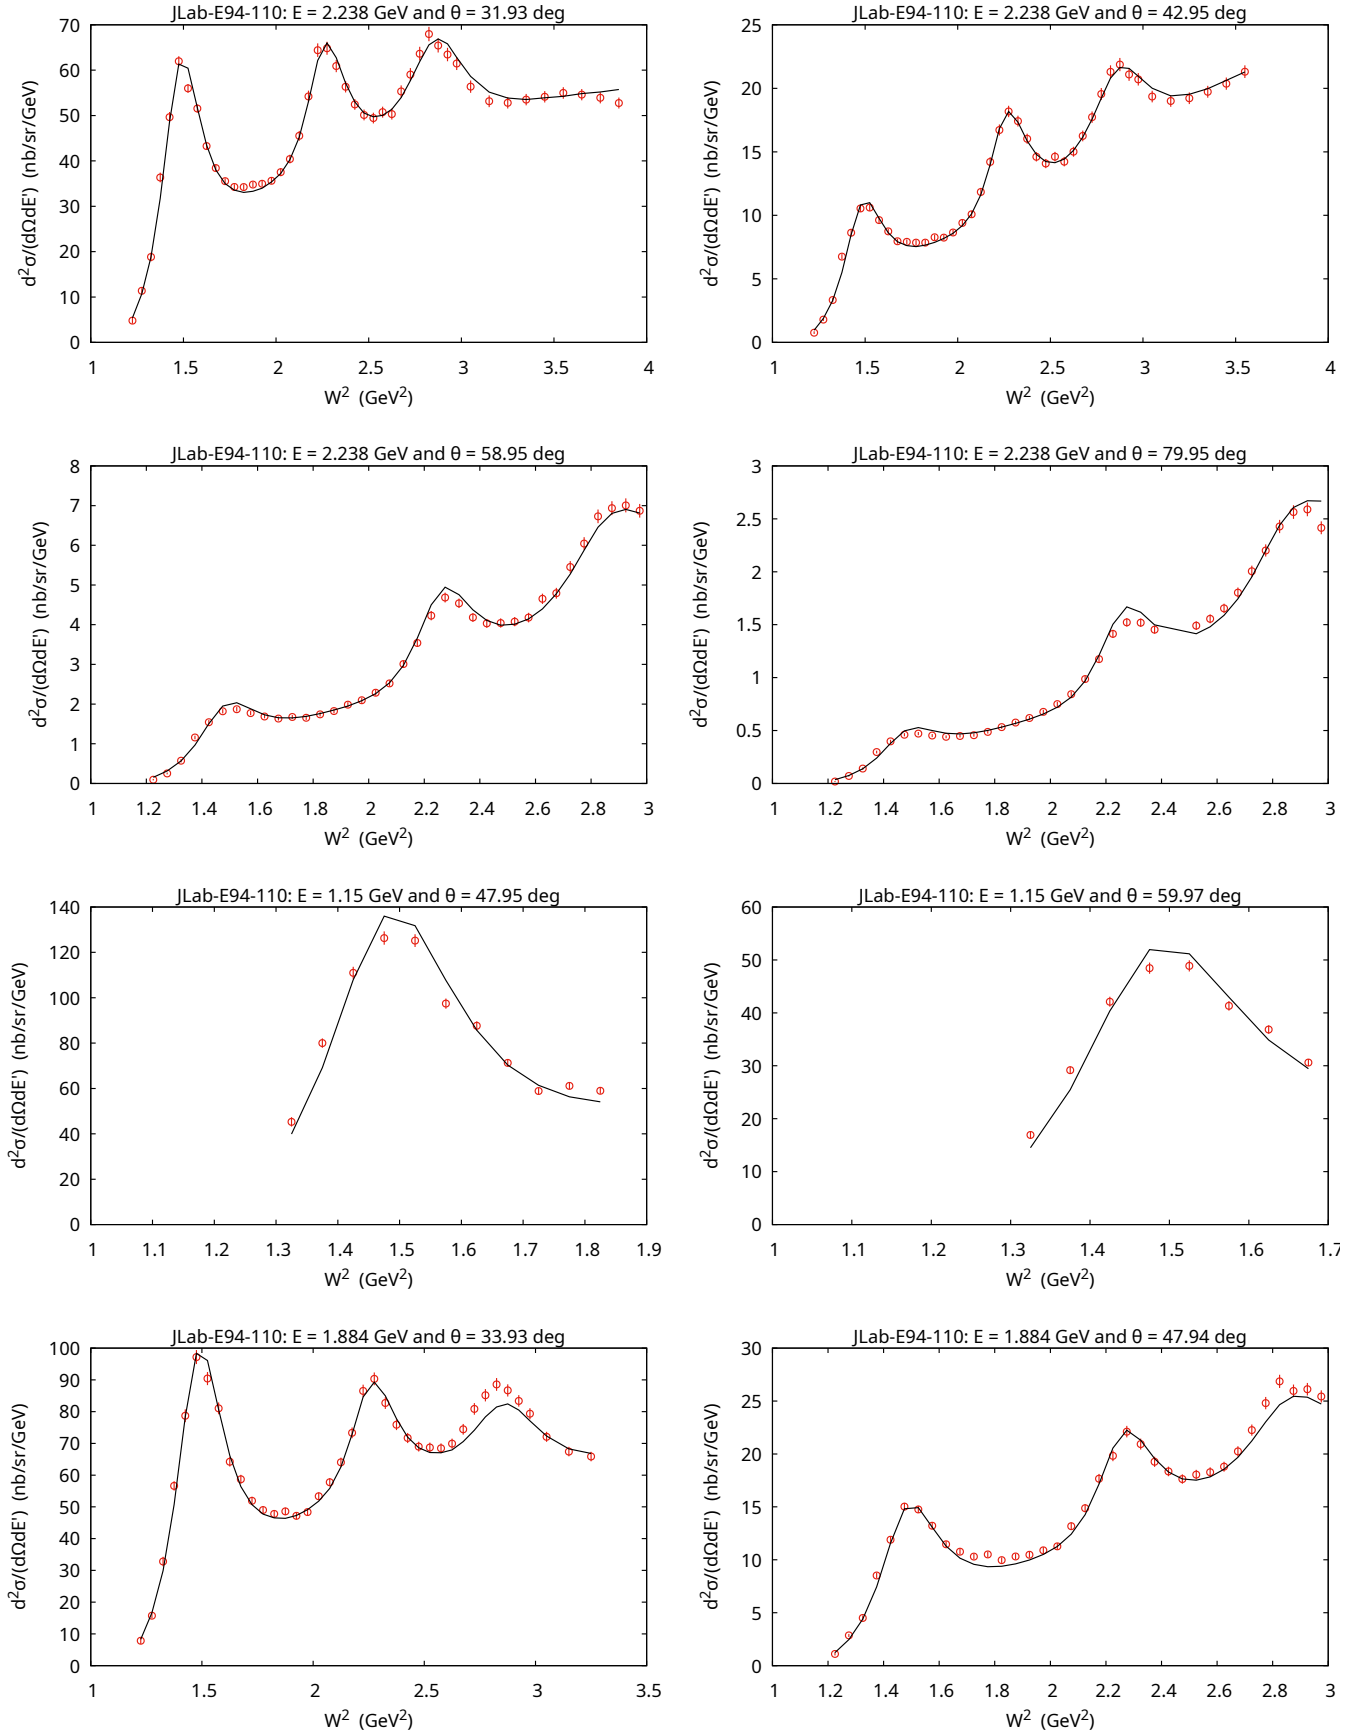 JLab-E94-110: E = 2.238 GeV and θ = 31.93 deg
70
60
50
40
30
20
10
0
d²σ/(dΩdE') (nb/sr/GeV)
1 1.5 2 2.5 3 3.5 4
W² (GeV²)
JLab-E94-110: E = 2.238 GeV and θ = 42.95 deg
25
20
15
10
5
0
d²σ/(dΩdE') (nb/sr/GeV)
1 1.5 2 2.5 3 3.5 4
W² (GeV²)
JLab-E94-110: E = 2.238 GeV and θ = 58.95 deg
8
7
6
5
4
3
2
1
0
d²σ/(dΩdE') (nb/sr/GeV)
1 1.2 1.4 1.6 1.8 2 2.2 2.4 2.6 2.8 3
W² (GeV²)
JLab-E94-110: E = 2.238 GeV and θ = 79.95 deg
3
2.5
2
1.5
1
0.5
0
d²σ/(dΩdE') (nb/sr/GeV)
1 1.2 1.4 1.6 1.8 2 2.2 2.4 2.6 2.8 3
W² (GeV²)
JLab-E94-110: E = 1.15 GeV and θ = 47.95 deg
140
120
100
80
60
40
20
0
d²σ/(dΩdE') (nb/sr/GeV)
1 1.1 1.2 1.3 1.4 1.5 1.6 1.7 1.8 1.9
W² (GeV²)
JLab-E94-110: E = 1.15 GeV and θ = 59.97 deg
60
50
40
30
20
10
0
d²σ/(dΩdE') (nb/sr/GeV)
1 1.1 1.2 1.3 1.4 1.5 1.6 1.7
W² (GeV²)
JLab-E94-110: E = 1.884 GeV and θ = 33.93 deg
100
90
80
70
60
50
40
30
20
10
0
d²σ/(dΩdE') (nb/sr/GeV)
1 1.5 2 2.5 3 3.5
W² (GeV²)
JLab-E94-110: E = 1.884 GeV and θ = 47.94 deg
30
25
20
15
10
5
0
d²σ/(dΩdE') (nb/sr/GeV)
1 1.2 1.4 1.6 1.8 2 2.2 2.4 2.6 2.8 3
W² (GeV²)